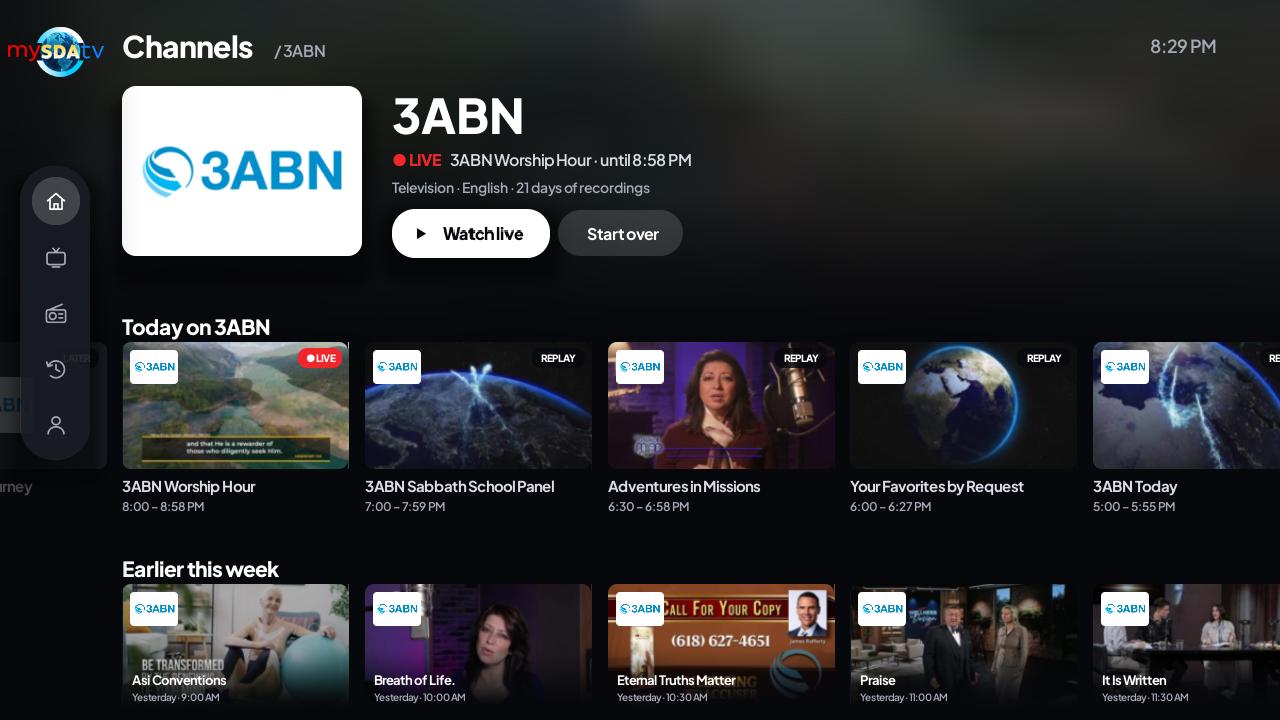 mySDAtv
Channels
/ 3ABN
8:29 PM
3ABN
3ABN
LIVE 3ABN Worship Hour · until 8:58 PM
Television · English · 21 days of recordings
Watch live
Start over
Today on 3ABN
LATER
3ABN
LIVE
3ABN
REPLAY
3ABN
REPLAY
3ABN
REPLAY
3ABN
and that He is a rewarder of
those who diligently seek Him.
3ABN Worship Hour
3ABN Sabbath School Panel
Adventures in Missions
Your Favorites by Request
3ABN Today
8:00 – 8:58 PM
7:00 – 7:59 PM
6:30 – 6:58 PM
6:00 – 6:27 PM
5:00 – 5:55 PM
Earlier this week
3ABN
3ABN
3ABN
3ABN
3ABN
CALL FOR YOUR COPY
(618) 627-4651
James Rafferty
BE TRANSFORMED
Asi Conventions
Breath of Life.
Eternal Truths Matter
Praise
It Is Written
Yesterday · 9:00 AM
Yesterday · 10:00 AM
Yesterday · 10:30 AM
Yesterday · 11:00 AM
Yesterday · 11:30 AM